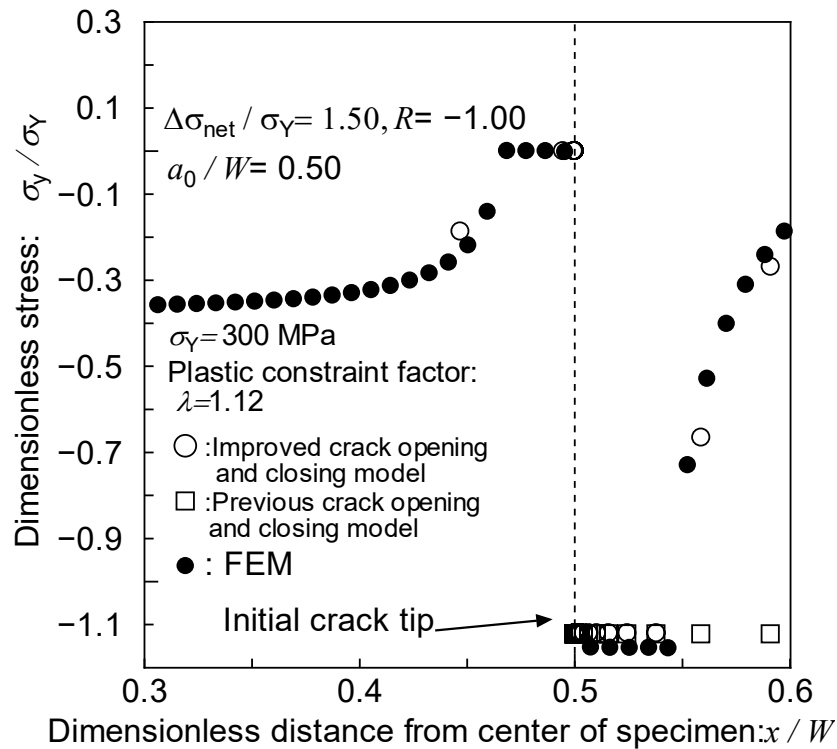 0.3
0.1
−0.1
−0.3
−0.5
−0.7
−0.9
−1.1
Dimensionless stress: σy / σY
Δσnet / σY= 1.50, R= −1.00
a0 / W= 0.50
σY= 300 MPa
Plastic constraint factor:
λ=1.12
:Improved crack opening
and closing model
:Previous crack opening
and closing model
: FEM
Initial crack tip
0.3 0.4 0.5 0.6
Dimensionless distance from center of specimen:x / W